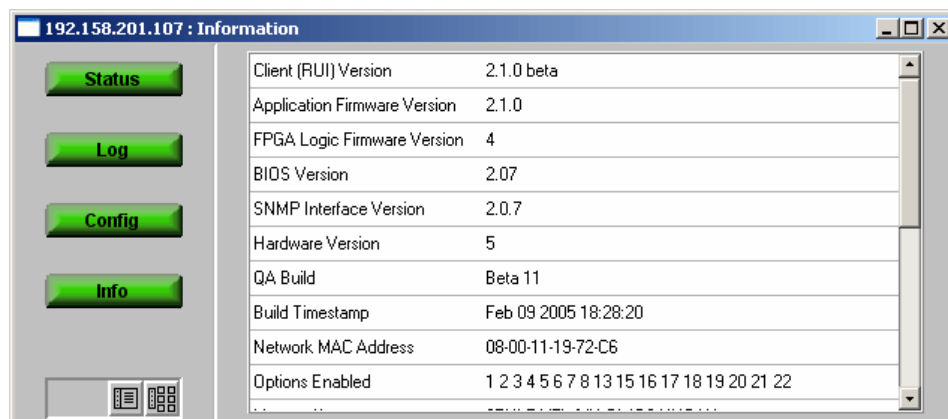 192.158.201.107 : Information
Status
Log
Config
Info
Client (RUI) Version 2.1.0 beta
Application Firmware Version 2.1.0
FPGA Logic Firmware Version 4
BIOS Version 2.07
SNMP Interface Version 2.0.7
Hardware Version 5
QA Build Beta 11
Build Timestamp Feb 09 2005 18:28:20
Network MAC Address 08-00-11-19-72-C6
Options Enabled 1 2 3 4 5 6 7 8 13 15 16 17 18 19 20 21 22